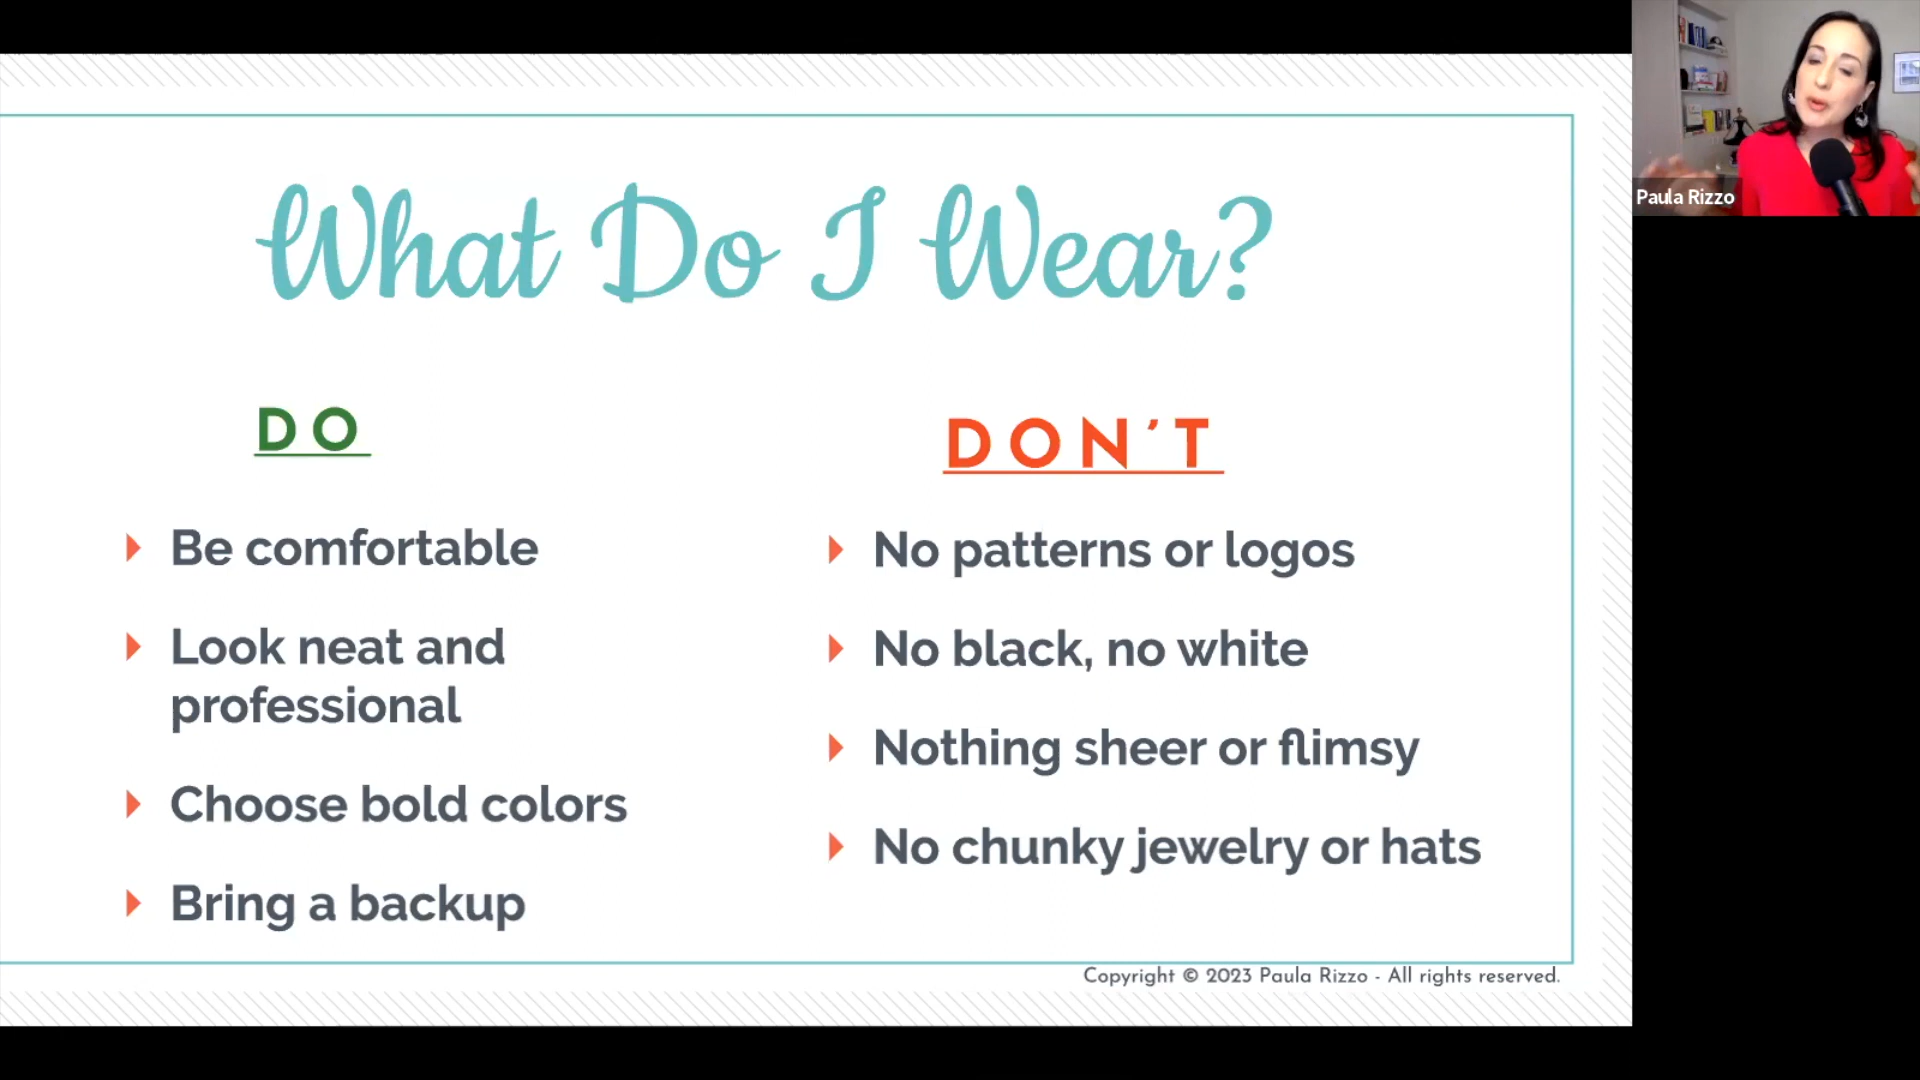 What Do I Wear?
DO
Be comfortable
Look neat and
professional
Choose bold colors
Bring a backup
DON'T
No patterns or logos
No black, no white
Nothing sheer or flimsy
No chunky jewelry or hats
Copyright © 2023 Paula Rizzo - All rights reserved.
Paula Rizzo